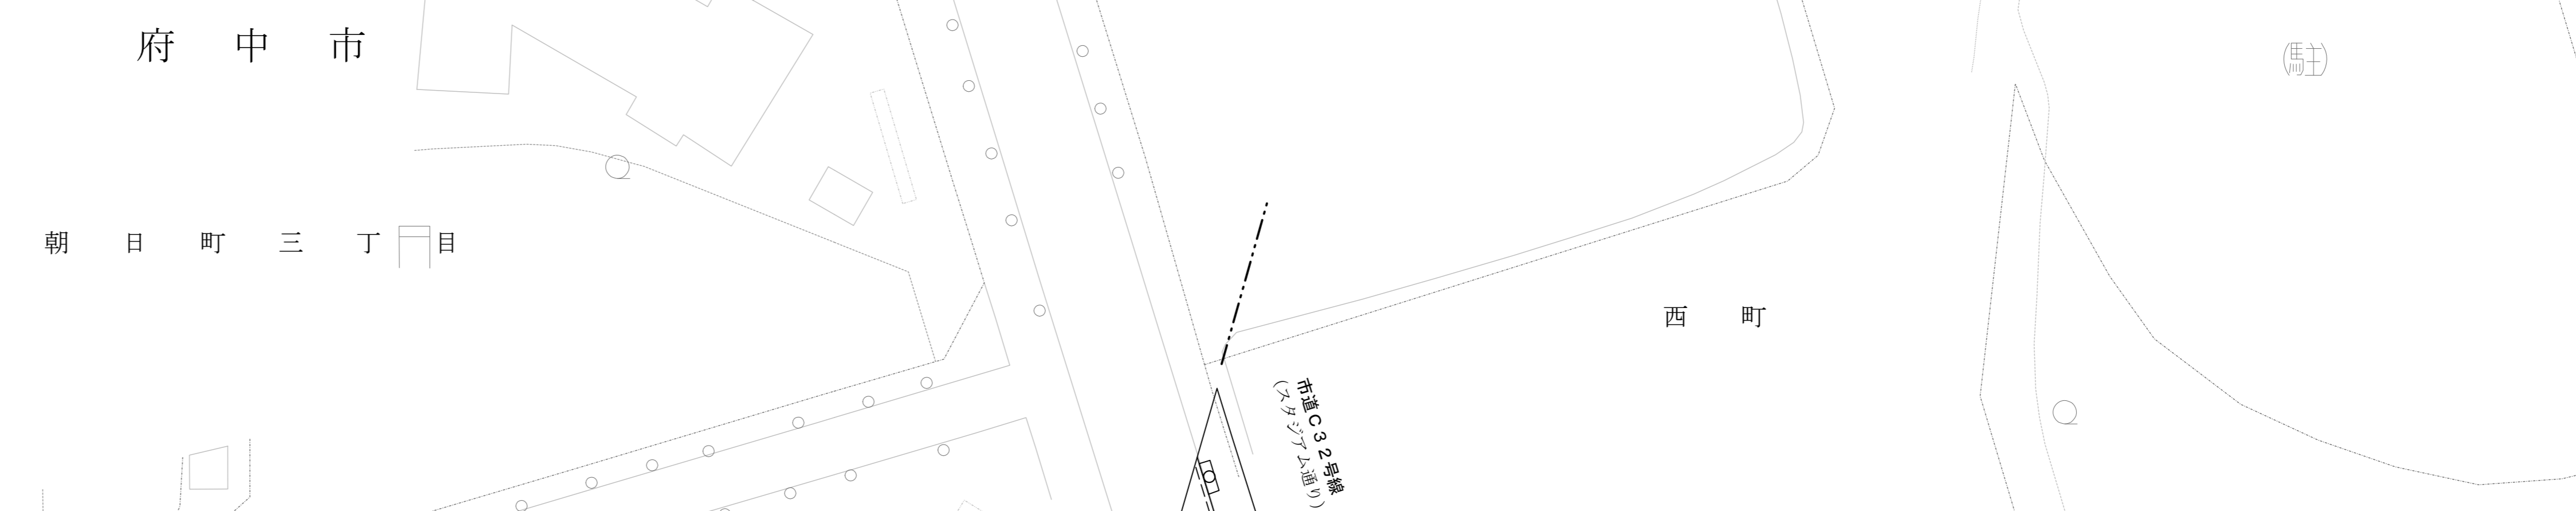 府中市
(駐)
朝日町三丁目
西町
市道C32号線
(スタジアム通り)